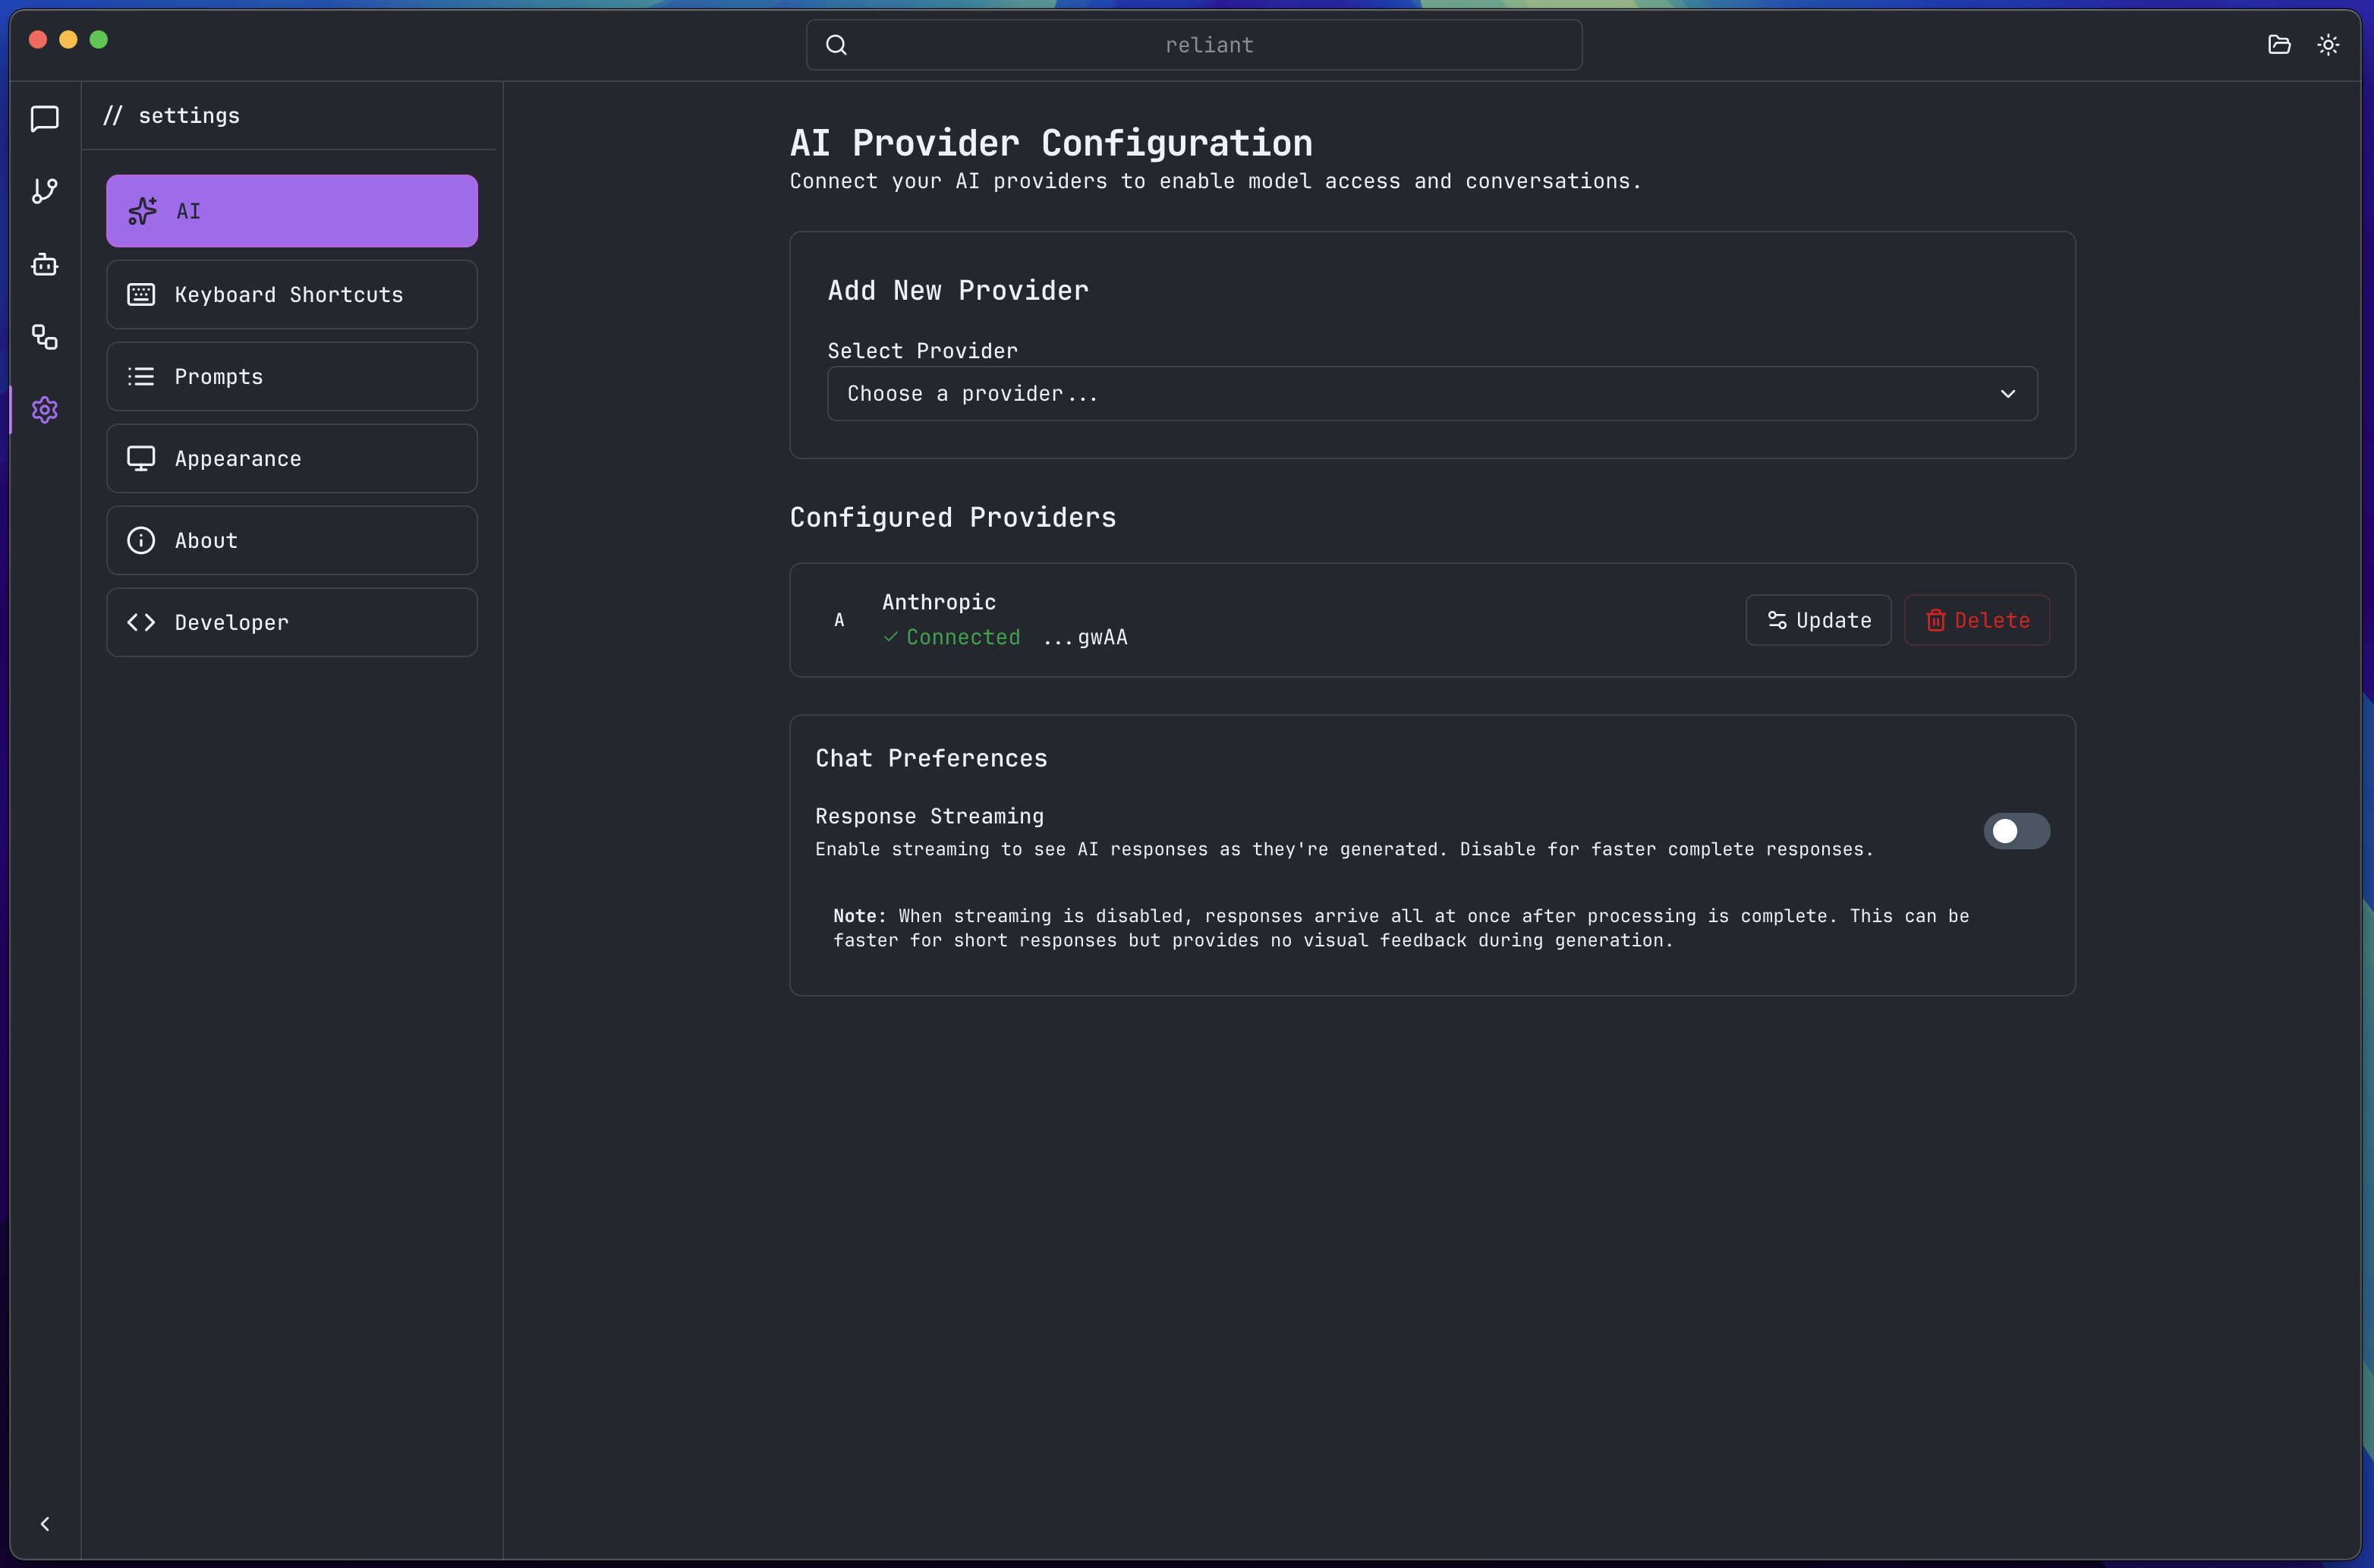 reliant
// settings
AI
Keyboard Shortcuts
Prompts
Appearance
About
Developer
AI Provider Configuration
Connect your AI providers to enable model access and conversations.
Add New Provider
Select Provider
Choose a provider...
Configured Providers
A
Anthropic
Connected ...gwAA
Update
Delete
Chat Preferences
Response Streaming
Enable streaming to see AI responses as they're generated. Disable for faster complete responses.
Note: When streaming is disabled, responses arrive all at once after processing is complete. This can be
faster for short responses but provides no visual feedback during generation.